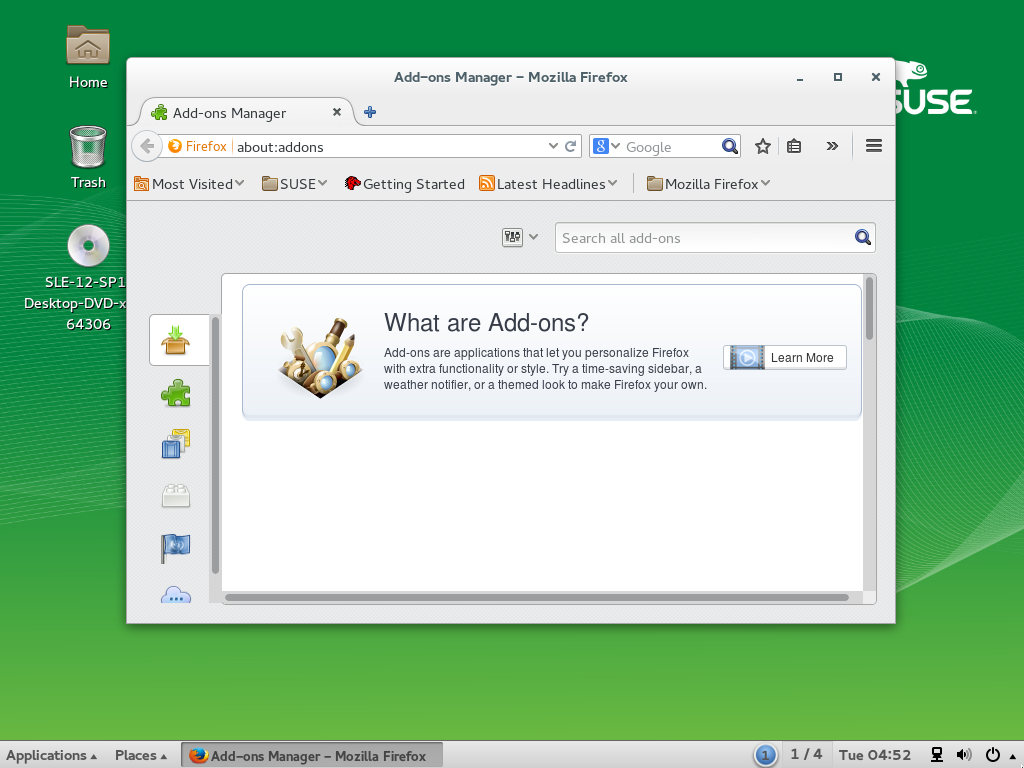 Home
Trash
SLE-12-SP1
Desktop-DVD-x
64306
SUSE
Add-ons Manager - Mozilla Firefox
Add-ons Manager
Firefox
about:addons
8
Google
Most Visited
SUSE
Getting Started
Latest Headlines
Mozilla Firefox
Search all add-ons
What are Add-ons?
Add-ons are applications that let you personalize Firefox
with extra functionality or style. Try a time-saving sidebar, a
weather notifier, or a themed look to make Firefox your own.
Learn More
Applications
Places
Add-ons Manager - Mozilla Firefox
1
1 / 4
Tue 04:52